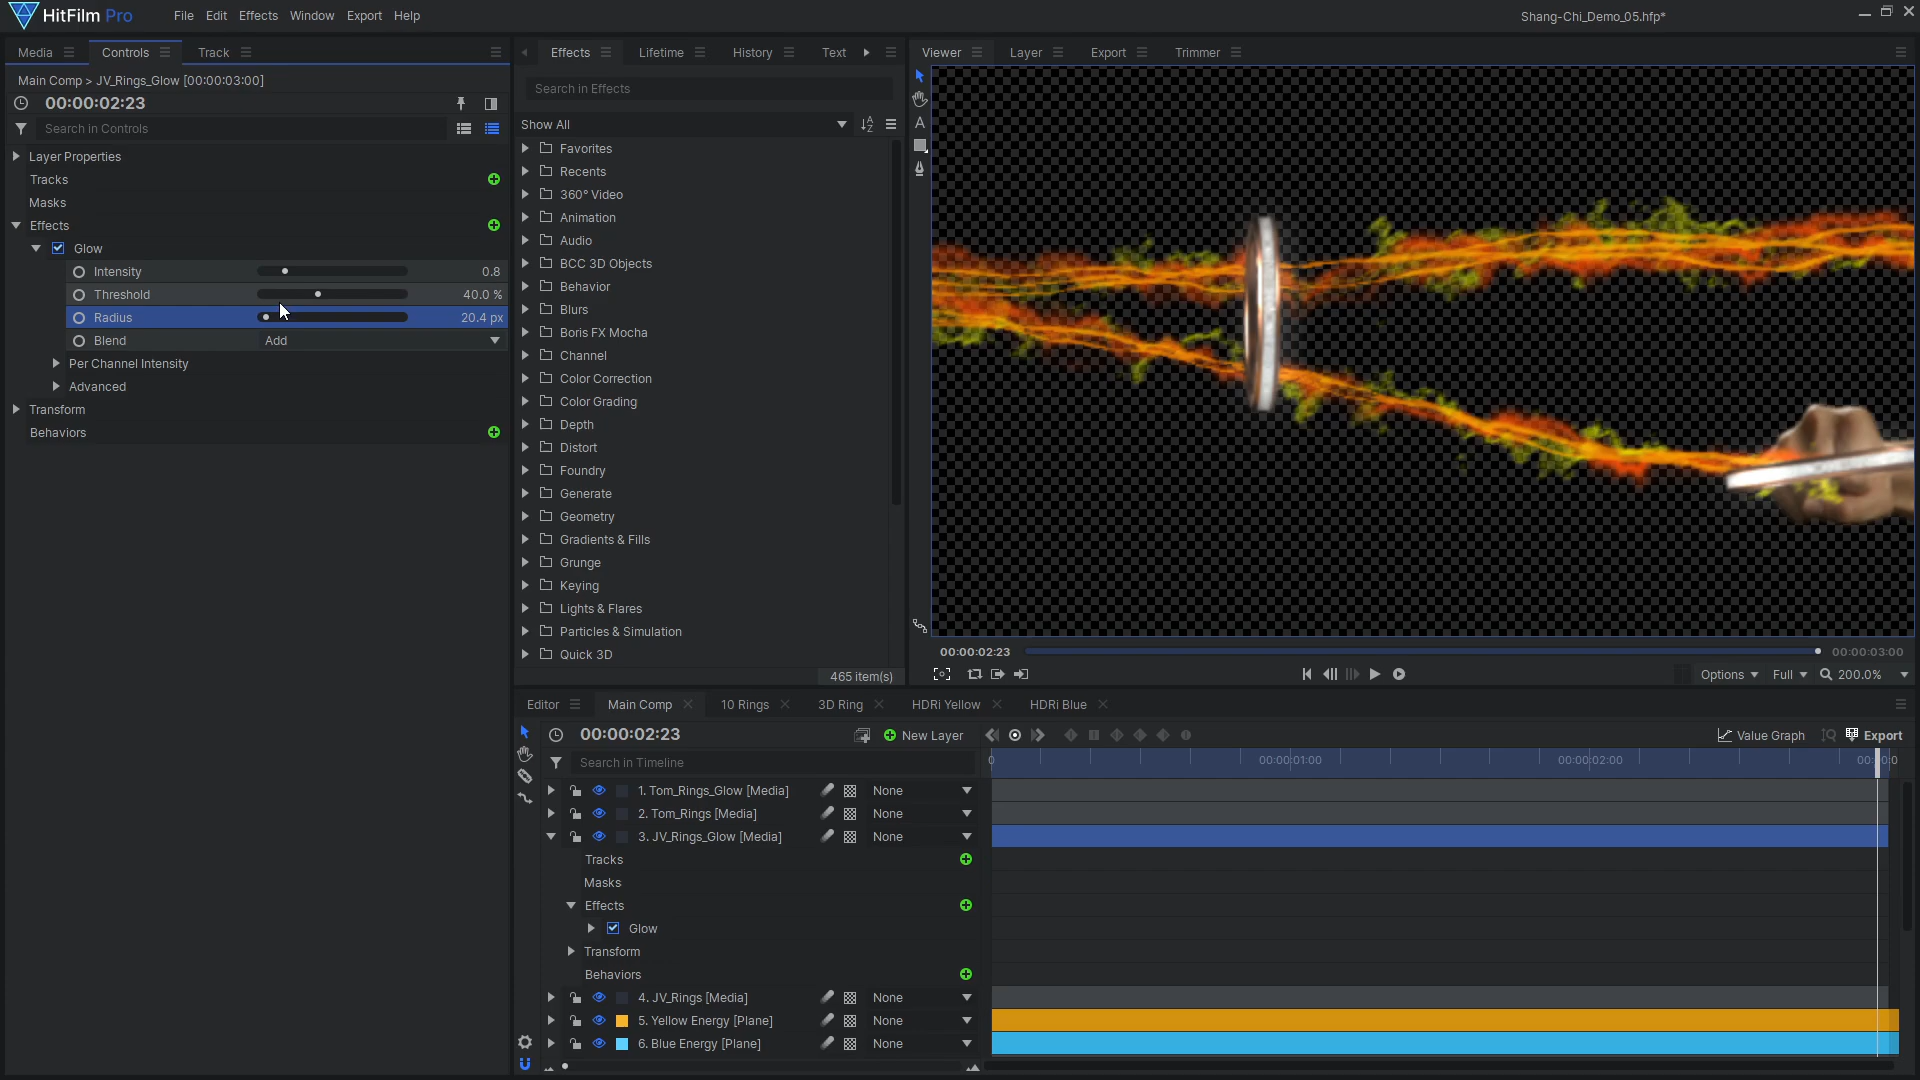 HitFilm Pro
File Edit Effects Window Export Help
Shang-Chi_Demo_05.hfp*
Media Controls Track
Main Comp > JV_Rings_Glow [00:00:03:00]
00:00:02:23
Search in Controls
Layer Properties
Tracks
Masks
Effects
Glow
Intensity 0.8
Threshold 40.0 %
Radius 20.4 px
Blend Add
Per Channel Intensity
Advanced
Transform
Behaviors
Effects Lifetime History Text
Search in Effects
Show All
Favorites
Recents
360° Video
Animation
Audio
BCC 3D Objects
Behavior
Blurs
Boris FX Mocha
Channel
Color Correction
Color Grading
Depth
Distort
Foundry
Generate
Geometry
Gradients & Fills
Grunge
Keying
Lights & Flares
Particles & Simulation
Quick 3D
465 item(s)
Viewer Layer Export Trimmer
A
00:00:02:23 00:00:03:00
Options Full 200.0%
Editor Main Comp 10 Rings 3D Ring HDRi Yellow HDRi Blue
00:00:02:23 New Layer Value Graph Export
Search in Timeline
0 00:00:01:00 00:00:02:00
1. Tom_Rings_Glow [Media] None
2. Tom_Rings [Media] None
3. JV_Rings_Glow [Media] None
Tracks
Masks
Effects
Glow
Transform
Behaviors
4. JV_Rings [Media] None
5. Yellow Energy [Plane] None
6. Blue Energy [Plane] None